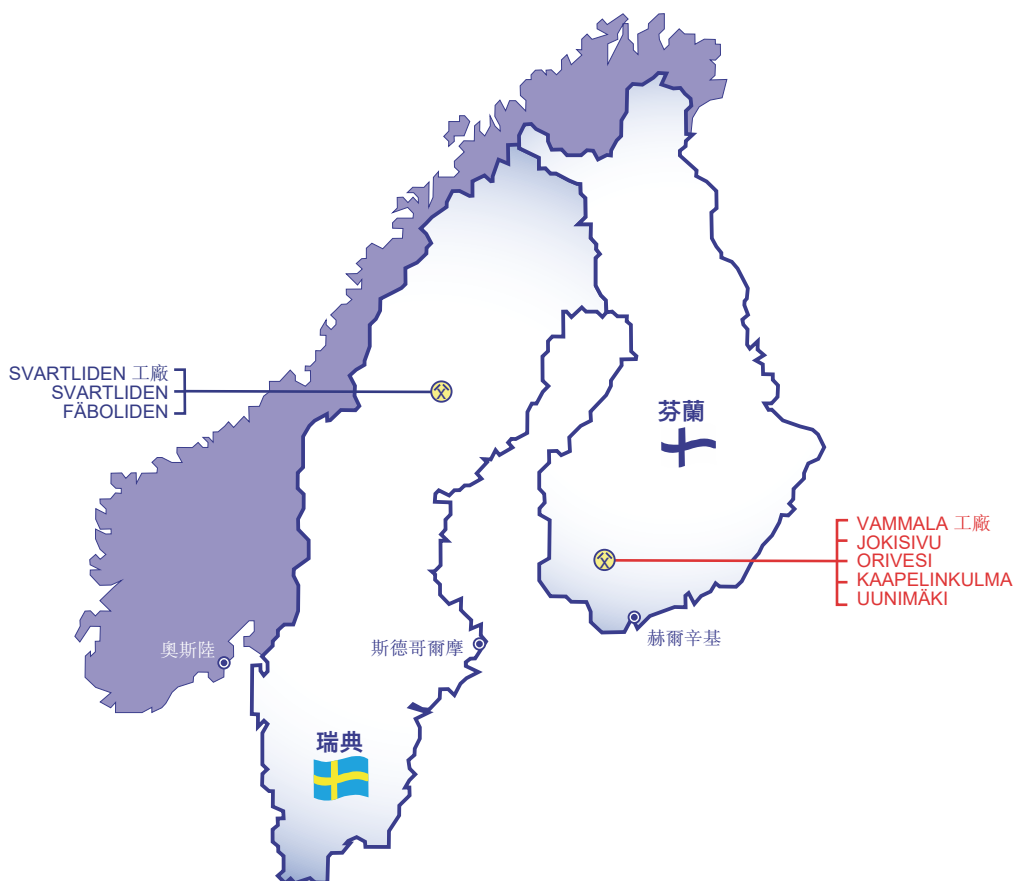 SVARTLIDEN 工廠
SVARTLIDEN
FÄBOLIDEN
芬蘭
VAMMALA 工廠
JOKISIVU
ORIVESI
KAAPELINKULMA
UUNIMÄKI
奧斯陸
斯德哥爾摩
赫爾辛基
瑞典